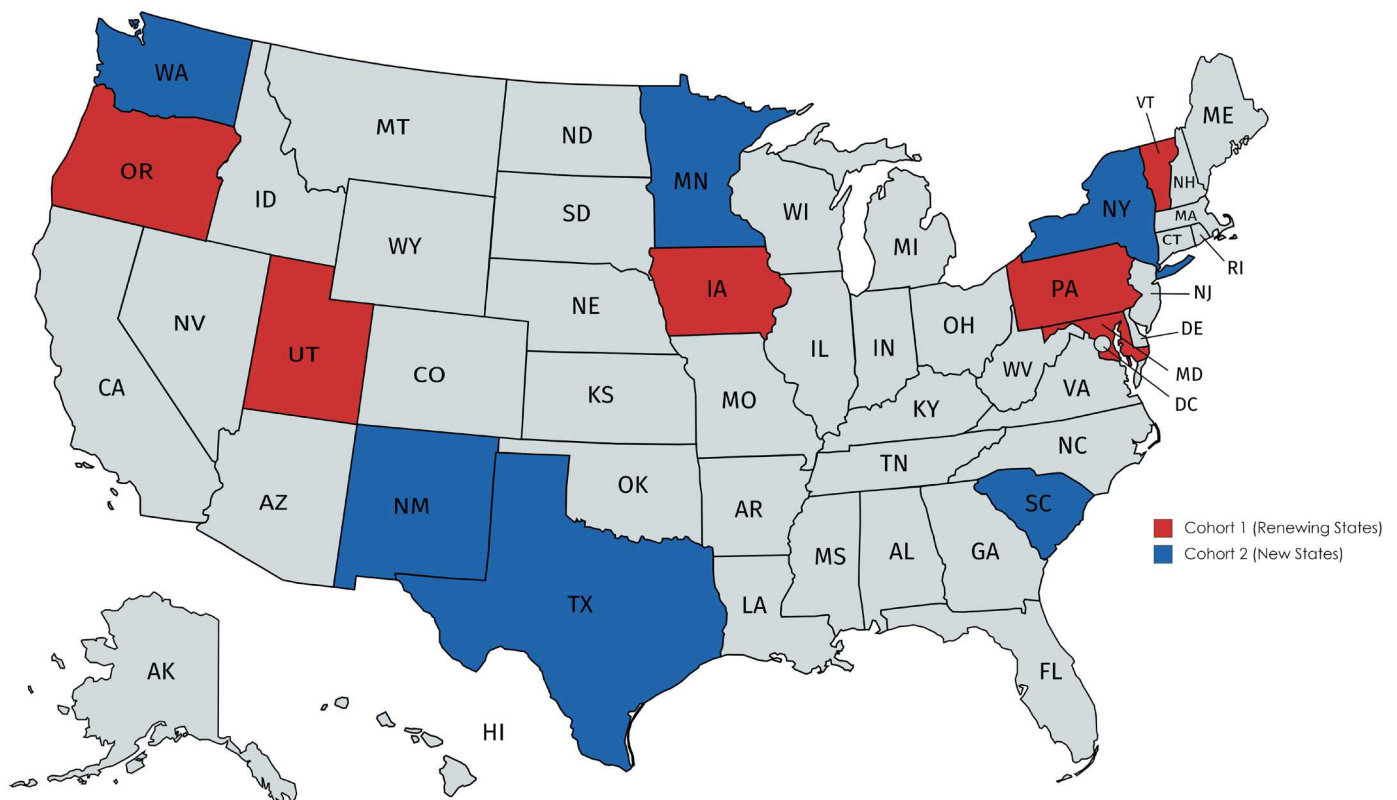 VT
ME
WA
MT
ND
OR
MN
ID
NH
SD
WI
NY
MA
WY
MI
CT
RI
IA
PA
NJ
NE
NV
OH
DE
UT
IL
IN
CO
WV
MD
CA
KS
VA
MO
DC
KY
NC
TN
OK
AZ
NM
AR
SC
Cohort 1 (Renewing States)
MS
AL
GA
Cohort 2 (New States)
TX
LA
AK
FL
HI